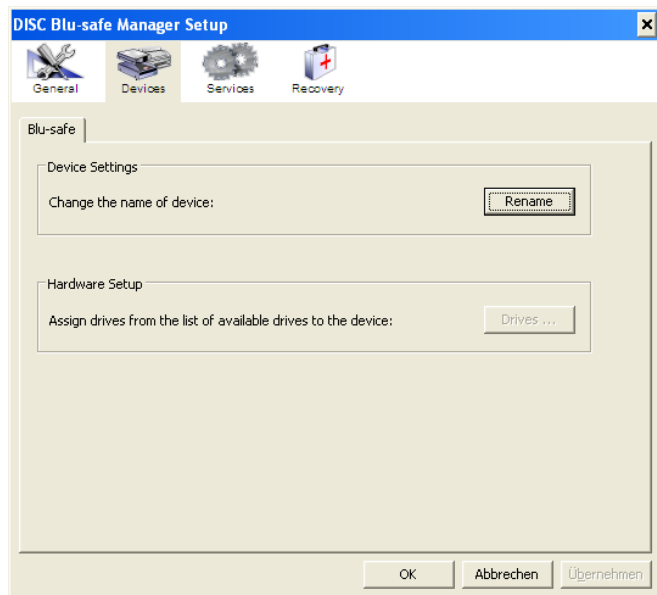 DISC Blu-safe Manager Setup
General Devices Services Recovery
Blu-safe
Device Settings
Change the name of device: Rename
Hardware Setup
Assign drives from the list of available drives to the device: Drives ...
OK Abbrechen Übernehmen